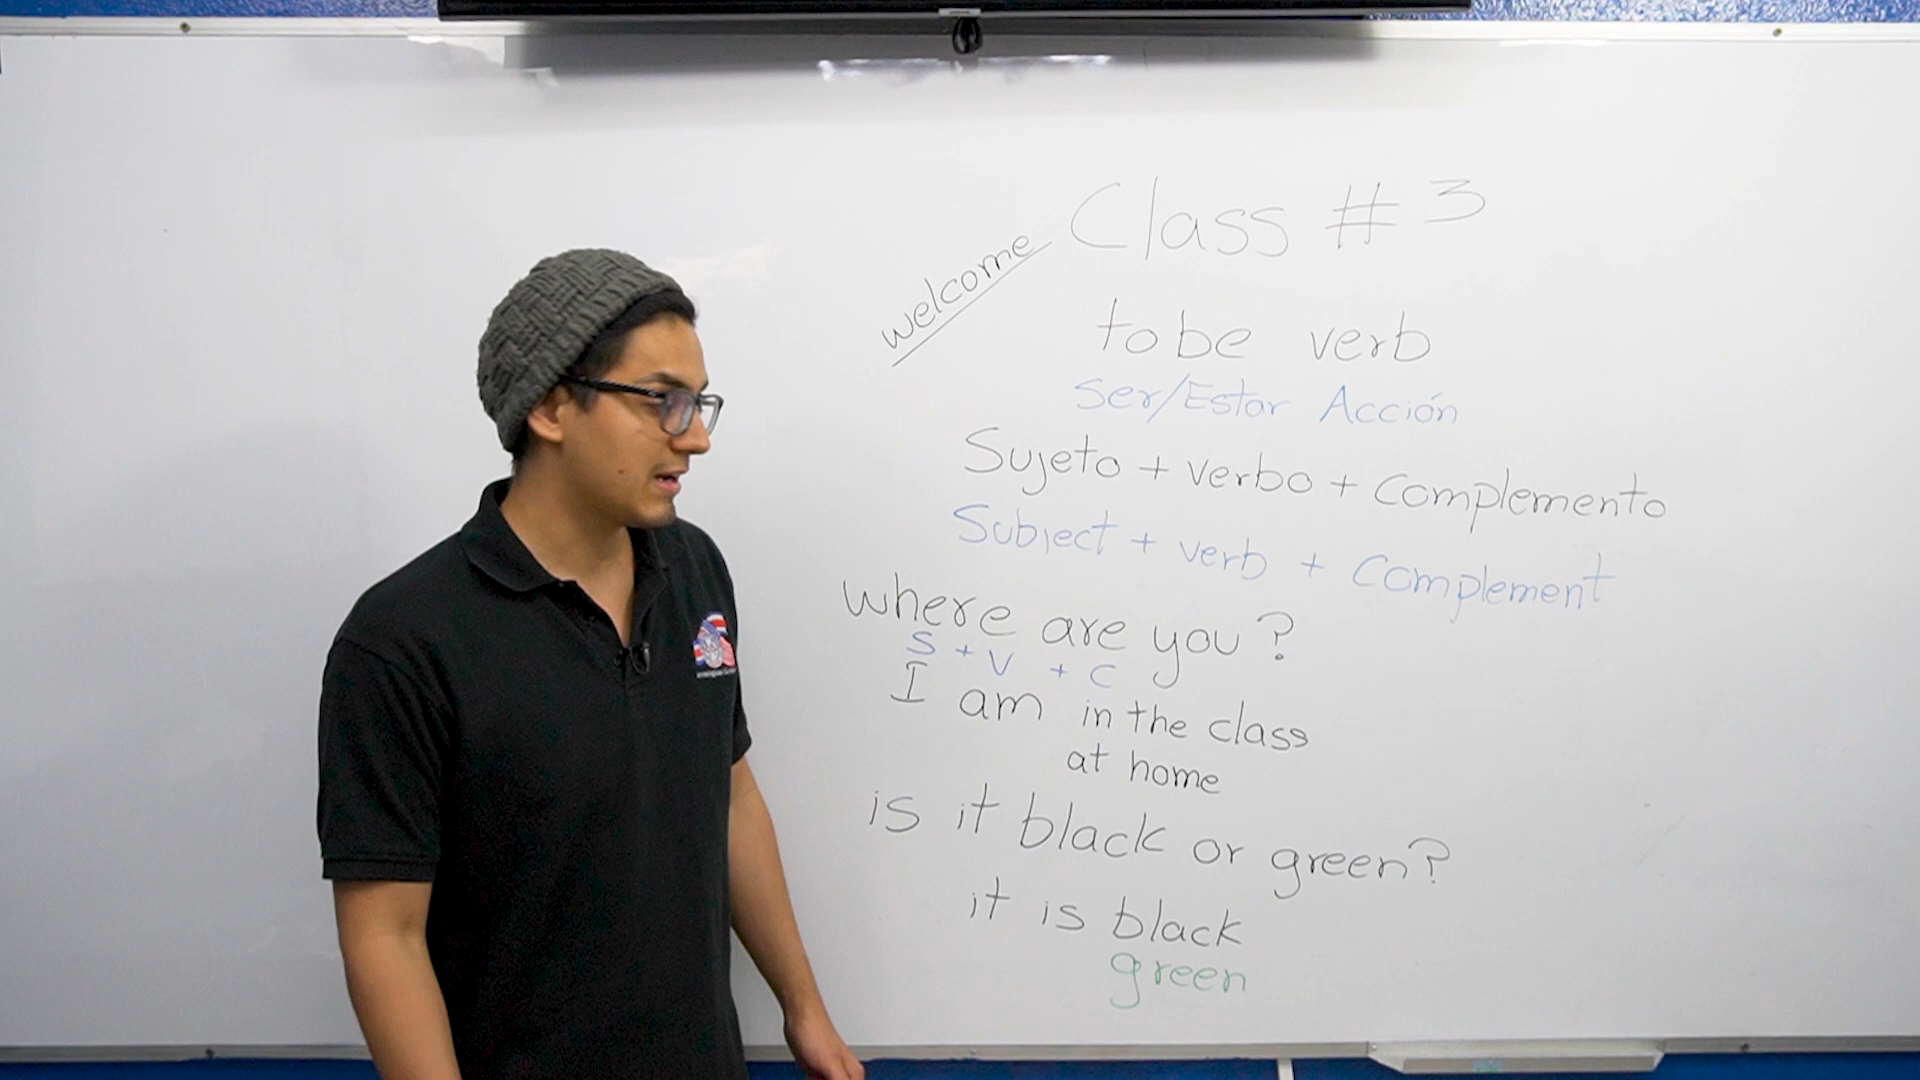 welcome
Class # 3
to be verb
Ser/Estar Acción
Sujeto + verbo + Complemento
Subject + verb + Complement
where are you?
S + V + C
I am in the class
at home
is it black or green?
it is black
green